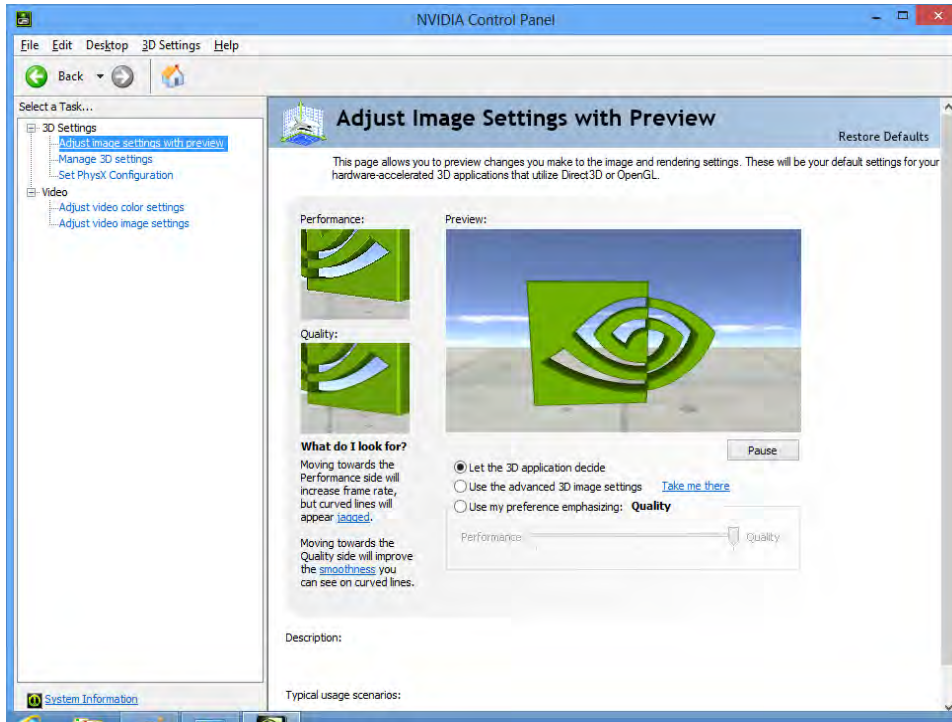 NVIDIA Control Panel
File Edit Desktop 3D Settings Help
Back
Select a Task...
3D Settings
Adjust image settings with preview
Manage 3D settings
Set PhysX Configuration
Video
Adjust video color settings
Adjust video image settings
System Information
Adjust Image Settings with Preview
Restore Defaults
This page allows you to preview changes you make to the image and rendering settings. These will be your default settings for your
hardware-accelerated 3D applications that utilize Direct3D or OpenGL.
Performance:
Quality:
What do I look for?
Moving towards the
Performance side will
increase frame rate,
but curved lines will
appear jagged.
Moving towards the
Quality side will improve
the smoothness you
can see on curved lines.
Preview:
Pause
Let the 3D application decide
Use the advanced 3D image settings Take me there
Use my preference emphasizing: Quality
Performance Quality
Description:
Typical usage scenarios: